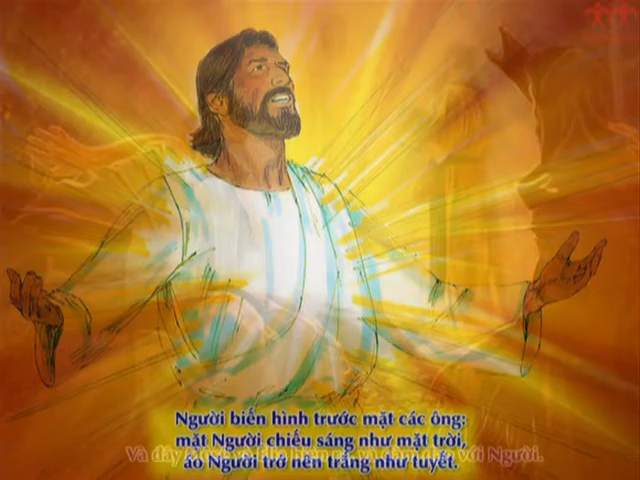 Người biến hình trước mặt các ông:
mặt Người chiếu sáng như mặt trời,
Và đây với Người.
áo Người trở nên trắng như tuyết.